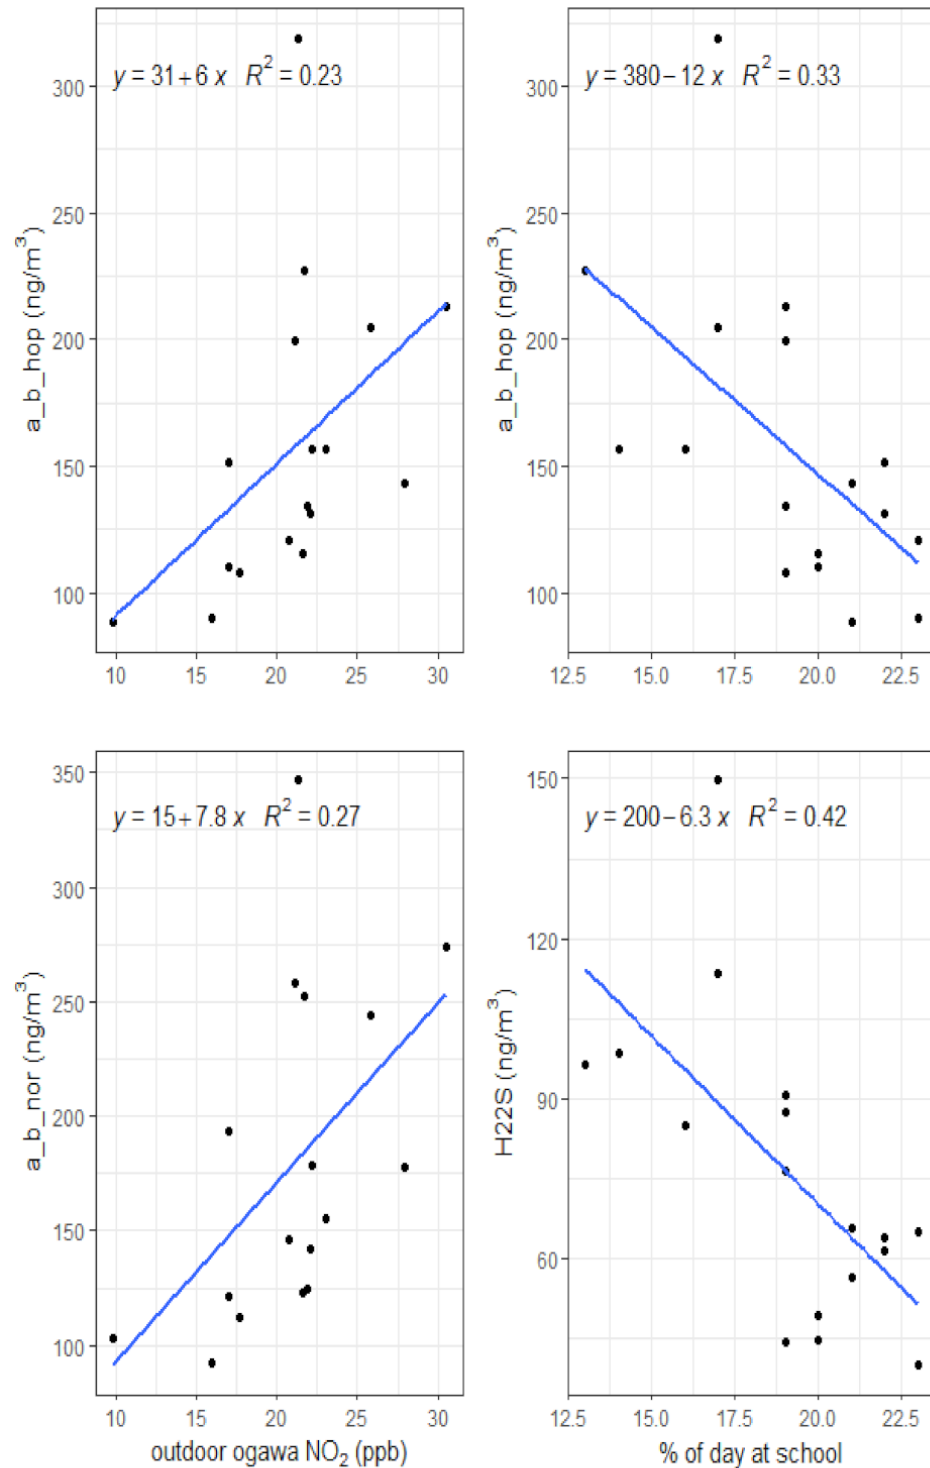 y = 31 + 6 x R² = 0.23
300
250
200
150
100
a_b_hop (ng/m³)
10 15 20 25 30
y = 380 − 12 x R² = 0.33
300
250
200
150
100
a_b_hop (ng/m³)
12.5 15.0 17.5 20.0 22.5
y = 15 + 7.8 x R² = 0.27
350
300
250
200
150
100
a_b_nor (ng/m³)
10 15 20 25 30
outdoor ogawa NO₂ (ppb)
y = 200 − 6.3 x R² = 0.42
150
120
90
60
H22S (ng/m³)
12.5 15.0 17.5 20.0 22.5
% of day at school